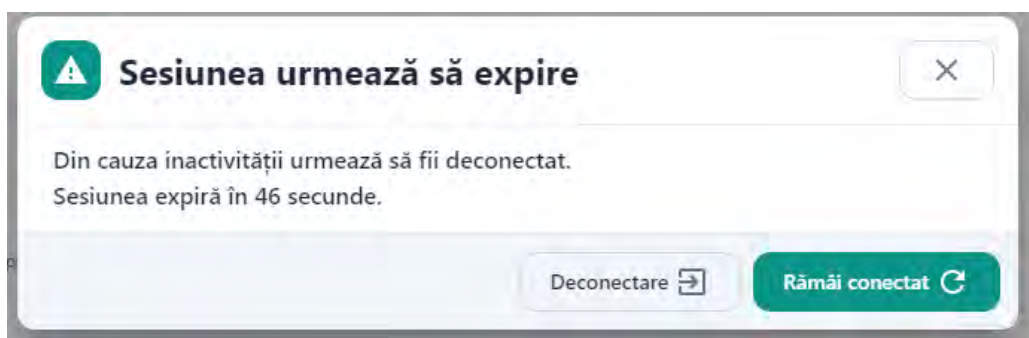 Sesiunea urmează să expire
Din cauza inactivității urmează să fii deconectat.
Sesiunea expiră în 46 secunde.
Deconectare
Rămâi conectat